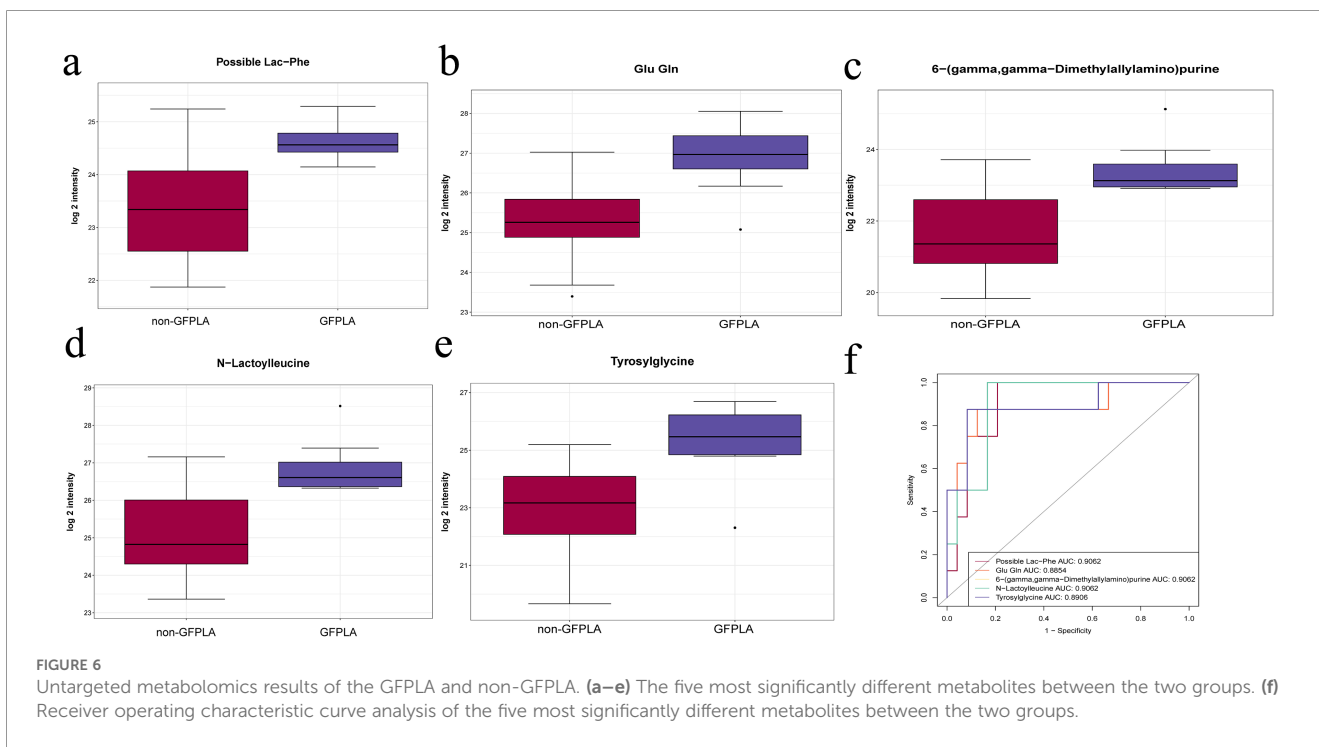 a
Possible Lac−Phe
log 2 intensity
25
24
23
22
non-GFPLA
GFPLA
b
Glu Gln
log 2 intensity
28
27
26
25
24
23
non-GFPLA
GFPLA
c
6−(gamma,gamma−Dimethylallylamino)purine
log 2 intensity
24
22
20
non-GFPLA
GFPLA
d
N−Lactoylleucine
log 2 intensity
29
28
27
26
25
24
23
non-GFPLA
GFPLA
e
Tyrosylglycine
log 2 intensity
27
25
23
21
non-GFPLA
GFPLA
f
Sensitivity
1.0
0.8
0.6
0.4
0.2
0.0
Possible Lac−Phe AUC: 0.9062
Glu Gln AUC: 0.8854
6−(gamma,gamma−Dimethylallylamino)purine AUC: 0.9062
N−Lactoylleucine AUC: 0.9062
Tyrosylglycine AUC: 0.8906
0.0 0.2 0.4 0.6 0.8 1.0
1 − Specificity
FIGURE 6
Untargeted metabolomics results of the GFPLA and non-GFPLA. (a–e) The five most significantly different metabolites between the two groups. (f)
Receiver operating characteristic curve analysis of the five most significantly different metabolites between the two groups.